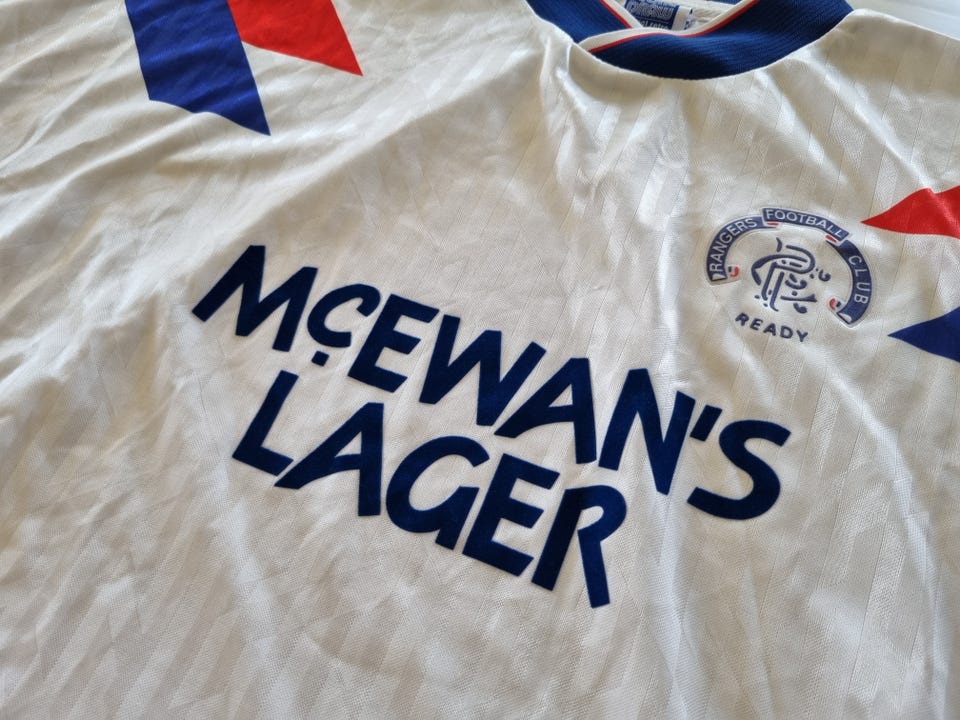 RANGERS FOOTBALL CLUB
READY
McEWAN'S
LAGER